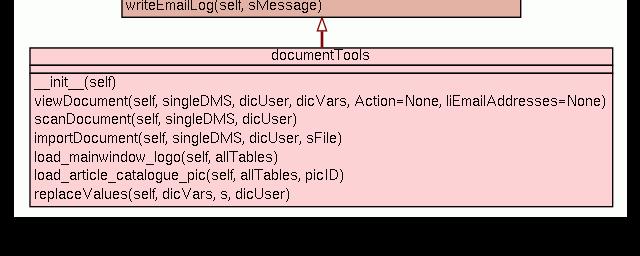 writeEmailLog(self, sMessage)
documentTools
__init__(self)
viewDocument(self, singleDMS, dicUser, dicVars, Action=None, liEmailAddresses=None)
scanDocument(self, singleDMS, dicUser)
importDocument(self, singleDMS, dicUser, sFile)
load_mainwindow_logo(self, allTables)
load_article_catalogue_pic(self, allTables, picID)
replaceValues(self, dicVars, s, dicUser)